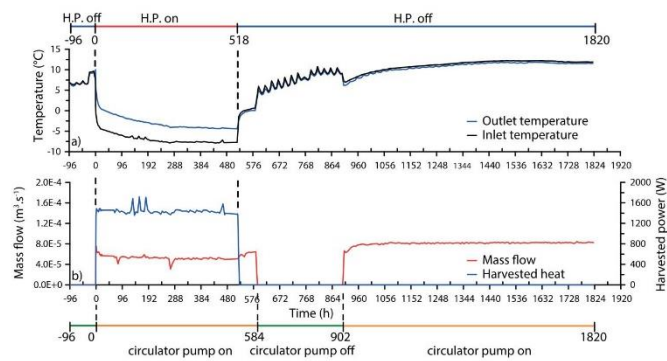 H.P. off H.P. on H.P. off
-96 0 518 1820
Temperature (°C)
15
10
5
0
-5
-10
a)
Outlet temperature
Inlet temperature
-96 0 96 192 288 384 480 576 672 768 864 960 1056 1152 1248 1344 1440 1536 1632 1728 1824 1920
Mass flow (m³.s⁻¹)
1.6E-4
1.2E-4
8.0E-5
4.0E-5
0.0E+0
b)
Mass flow
Harvested heat
2000
1600
1200
800
400
0
Harvested power (W)
-96 0 96 192 288 384 480 576 672 768 864 960 1056 1152 1248 1344 1440 1536 1632 1728 1824 1920
Time (h)
-96 0 584 902 1820
circulator pump on circulator pump off circulator pump on